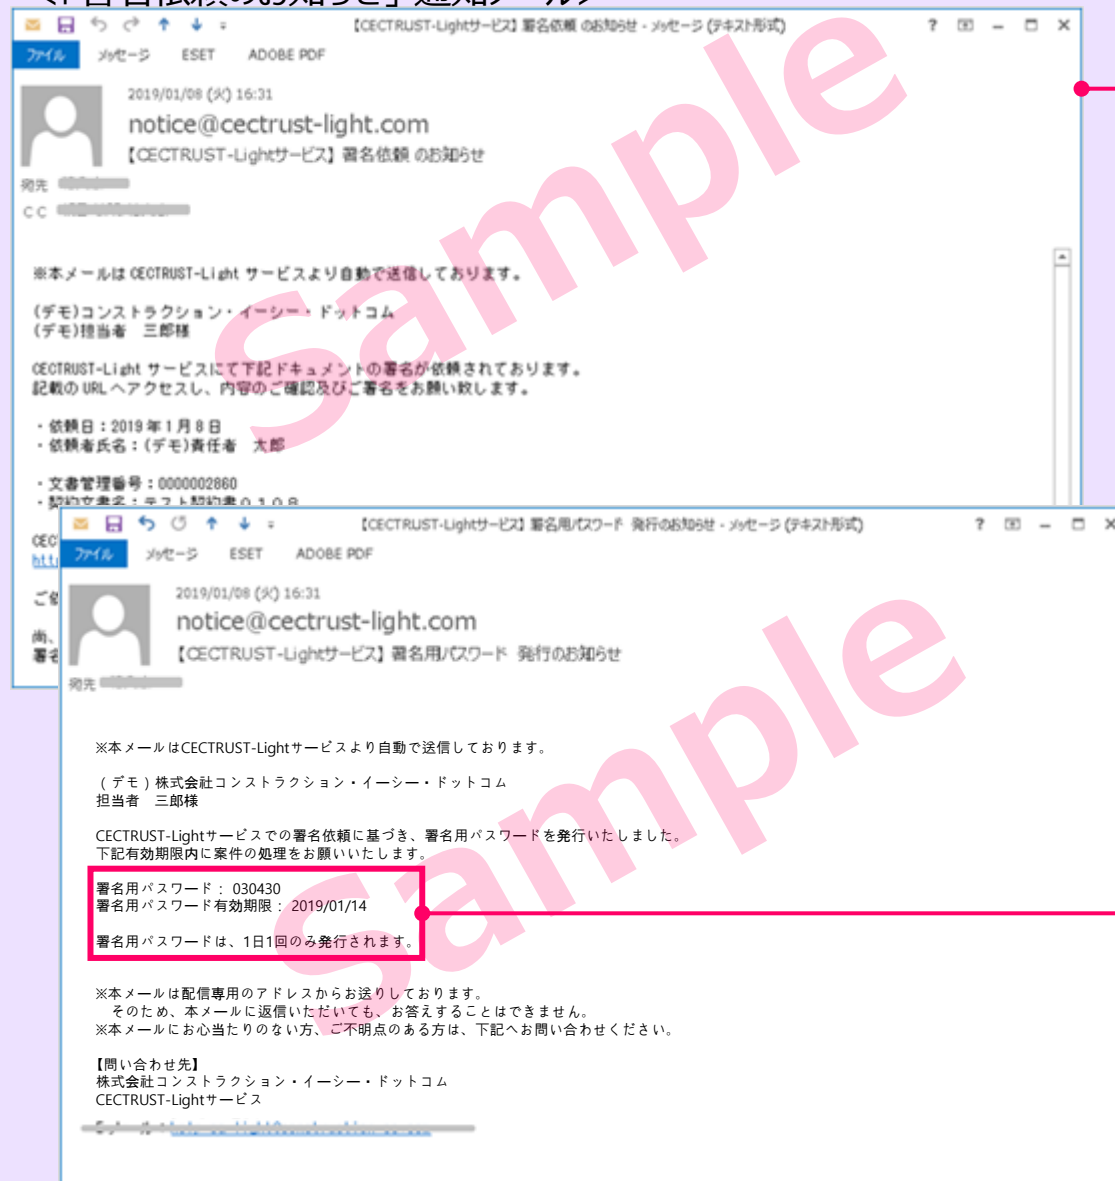 【CECTRUST-Lightサービス】署名依頼 のお知らせ - メッセージ (テキスト形式)
ファイル メッセージ ESET ADOBE PDF
2019/01/08 (火) 16:31
notice@cectrust-light.com
【CECTRUST-Lightサービス】署名依頼 のお知らせ
宛先
CC
※本メールは CECTRUST-Light サービスより自動で送信しております。
(デモ)コンストラクション・イーシー・ドットコム
(デモ)担当者 三郎様
CECTRUST-Light サービスにて下記ドキュメントの署名が依頼されております。
記載の URL へアクセスし、内容のご確認及びご署名をお願い致します。
・依頼日：2019 年 1 月 8 日
・依頼者氏名：(デモ)責任者 太郎
・文書管理番号：0000002860
・契約文書名：テスト契約書０１０８
CEC
尚、
署名
【CECTRUST-Lightサービス】署名用パスワード 発行のお知らせ - メッセージ (テキスト形式)
ファイル メッセージ ESET ADOBE PDF
2019/01/08 (火) 16:31
notice@cectrust-light.com
【CECTRUST-Lightサービス】署名用パスワード 発行のお知らせ
宛先
※本メールはCECTRUST-Lightサービスより自動で送信しております。
（デモ）株式会社コンストラクション・イーシー・ドットコム
担当者 三郎様
CECTRUST-Lightサービスでの署名依頼に基づき、署名用パスワードを発行いたしました。
下記有効期限内に案件の処理をお願いいたします。
署名用パスワード： 030430
署名用パスワード有効期限： 2019/01/14
署名用パスワードは、1日1回のみ発行されます。
※本メールは配信専用のアドレスからお送りしております。
そのため、本メールに返信いただいても、お答えすることはできません。
※本メールにお心当たりのない方、ご不明点のある方は、下記へお問い合わせください。
【問い合わせ先】
株式会社コンストラクション・イーシー・ドットコム
CECTRUST-Lightサービス
Sample
Sample